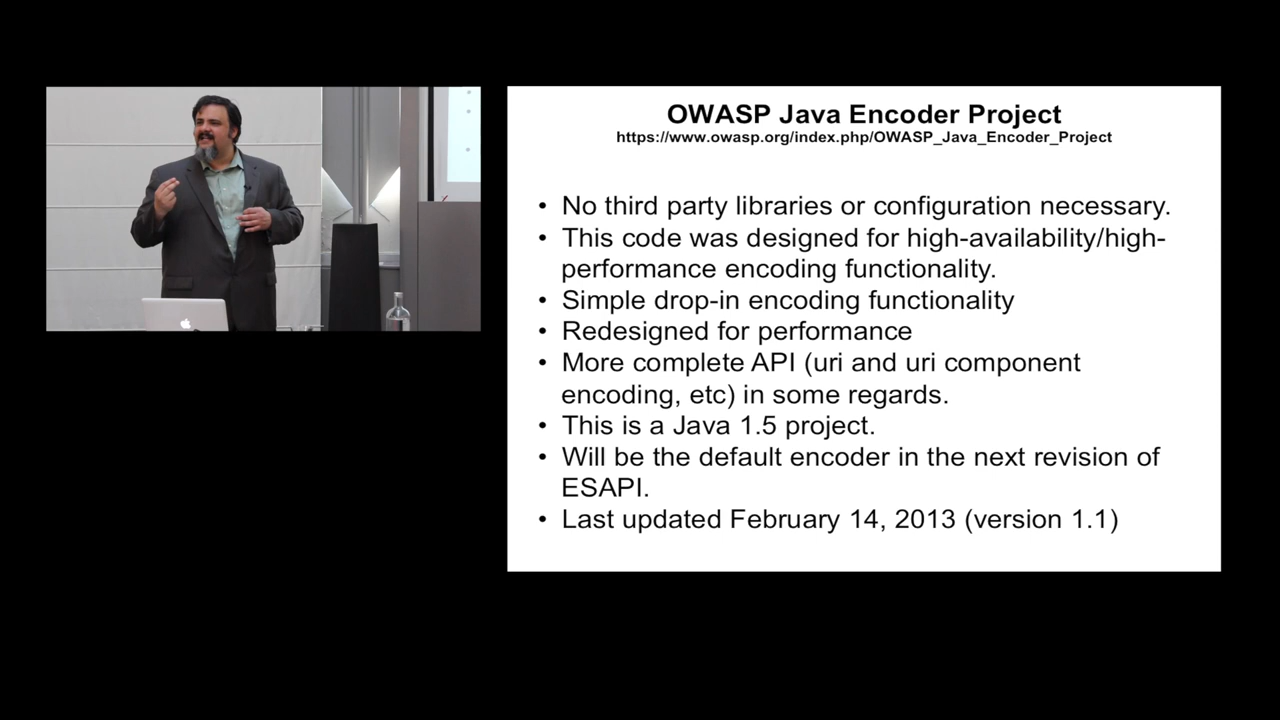 OWASP Java Encoder Project
https://www.owasp.org/index.php/OWASP_Java_Encoder_Project
• No third party libraries or configuration necessary.
• This code was designed for high-availability/high-
performance encoding functionality.
• Simple drop-in encoding functionality
• Redesigned for performance
• More complete API (uri and uri component
encoding, etc) in some regards.
• This is a Java 1.5 project.
• Will be the default encoder in the next revision of
ESAPI.
• Last updated February 14, 2013 (version 1.1)